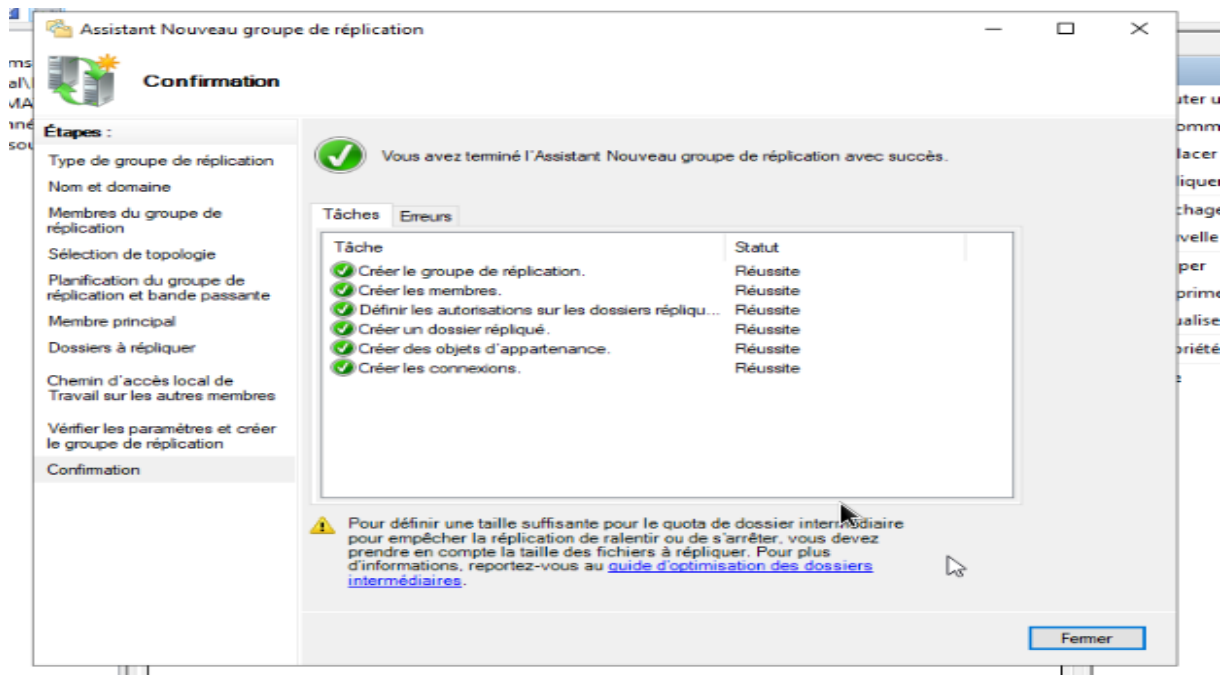 Assistant Nouveau groupe de réplication
Confirmation
Étapes :
Type de groupe de réplication
Nom et domaine
Membres du groupe de
réplication
Sélection de topologie
Planification du groupe de
réplication et bande passante
Membre principal
Dossiers à répliquer
Chemin d'accès local de
Travail sur les autres membres
Vérifier les paramètres et créer
le groupe de réplication
Confirmation
Vous avez terminé l'Assistant Nouveau groupe de réplication avec succès.
Tâches Erreurs
Tâche Statut
Créer le groupe de réplication. Réussite
Créer les membres. Réussite
Définir les autorisations sur les dossiers répliqu... Réussite
Créer un dossier répliqué. Réussite
Créer des objets d'appartenance. Réussite
Créer les connexions. Réussite
Pour définir une taille suffisante pour le quota de dossier intermédiaire
pour empêcher la réplication de ralentir ou de s'arrêter, vous devez
prendre en compte la taille des fichiers à répliquer. Pour plus
d'informations, reportez-vous au guide d'optimisation des dossiers
intermédiaires.
Fermer